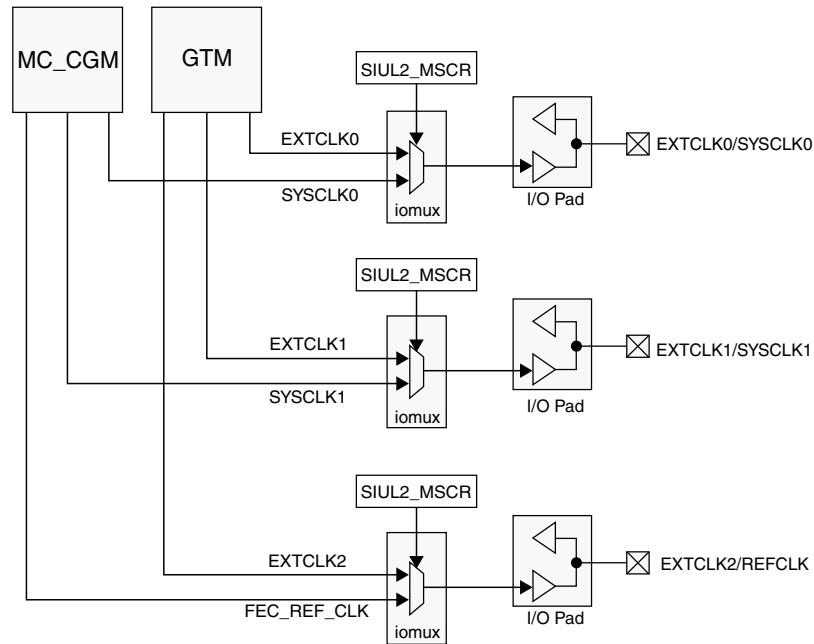 MC_CGM
GTM
SIUL2_MSCR
EXTCLK0
SYSCLK0
iomux
I/O Pad
EXTCLK0/SYSCLK0
SIUL2_MSCR
EXTCLK1
SYSCLK1
iomux
I/O Pad
EXTCLK1/SYSCLK1
SIUL2_MSCR
EXTCLK2
FEC_REF_CLK
iomux
I/O Pad
EXTCLK2/REFCLK